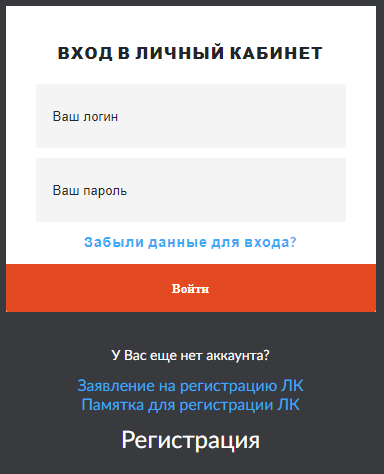 ВХОД В ЛИЧНЫЙ КАБИНЕТ
Ваш логин
Ваш пароль
Забыли данные для входа?
Войти
У Вас еще нет аккаунта?
Заявление на регистрацию ЛК
Памятка для регистрации ЛК
Регистрация